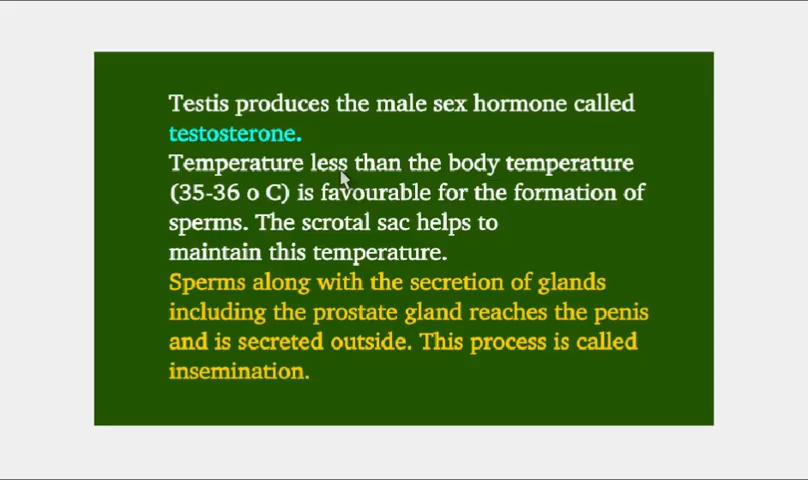 Testis produces the male sex hormone called
testosterone.
Temperature less than the body temperature
(35-36 o C) is favourable for the formation of
sperms. The scrotal sac helps to
maintain this temperature.
Sperms along with the secretion of glands
including the prostate gland reaches the penis
and is secreted outside. This process is called
insemination.